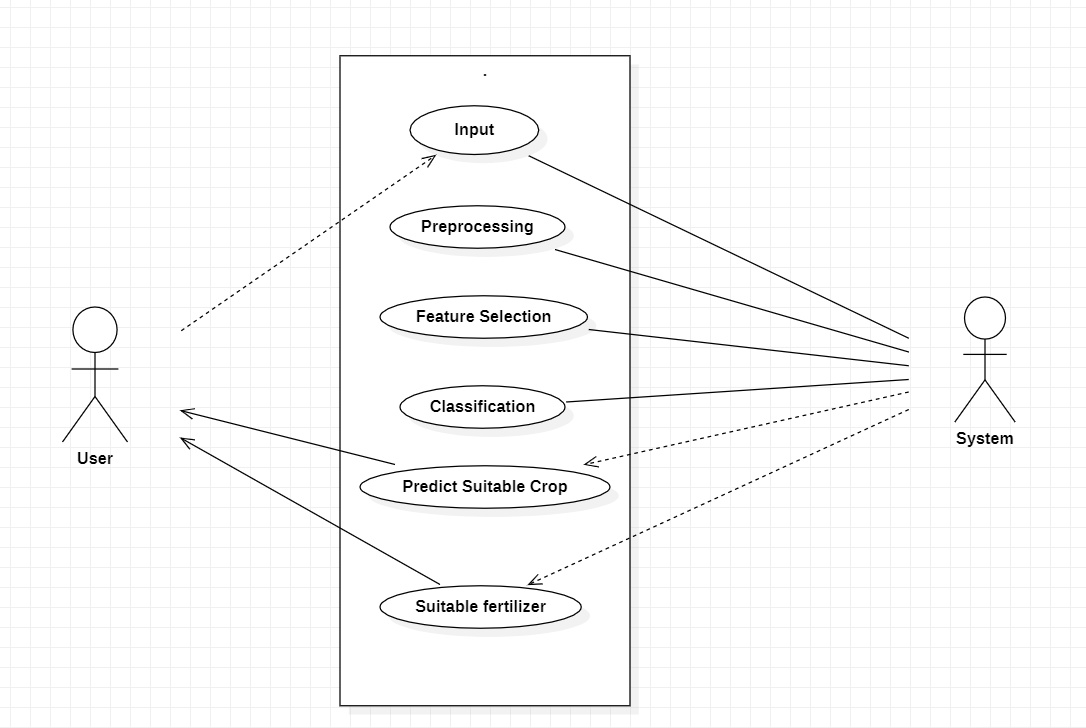 .
Input
Preprocessing
Feature Selection
Classification
Predict Suitable Crop
Suitable fertilizer
User
System